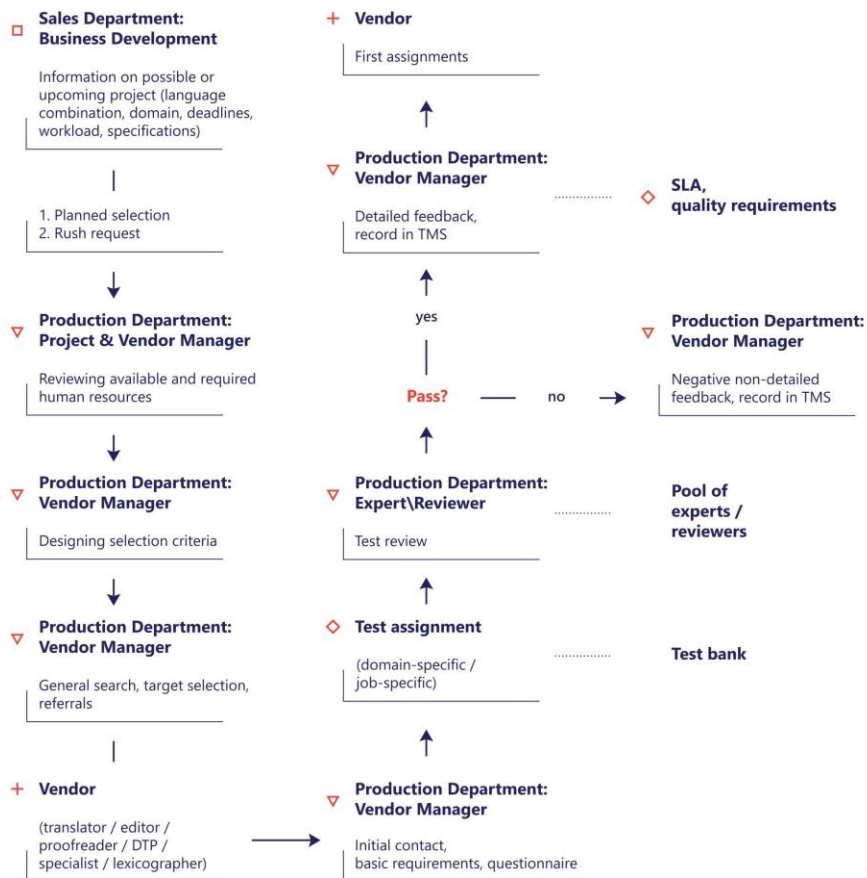 Sales Department:
Business Development
Information on possible or
upcoming project (language
combination, domain, deadlines,
workload, specifications)
1. Planned selection
2. Rush request
Production Department:
Project & Vendor Manager
Reviewing available and required
human resources
Production Department:
Vendor Manager
Designing selection criteria
Production Department:
Vendor Manager
General search, target selection,
referrals
Vendor
(translator / editor /
proofreader / DTP /
specialist / lexicographer)
Production Department:
Vendor Manager
Initial contact,
basic requirements, questionnaire
Test assignment
(domain-specific /
job-specific)
Test bank
Production Department:
Expert\Reviewer
Test review
Pool of
experts /
reviewers
Pass?
no
Production Department:
Vendor Manager
Negative non-detailed
feedback, record in TMS
yes
Production Department:
Vendor Manager
Detailed feedback,
record in TMS
SLA,
quality requirements
Vendor
First assignments